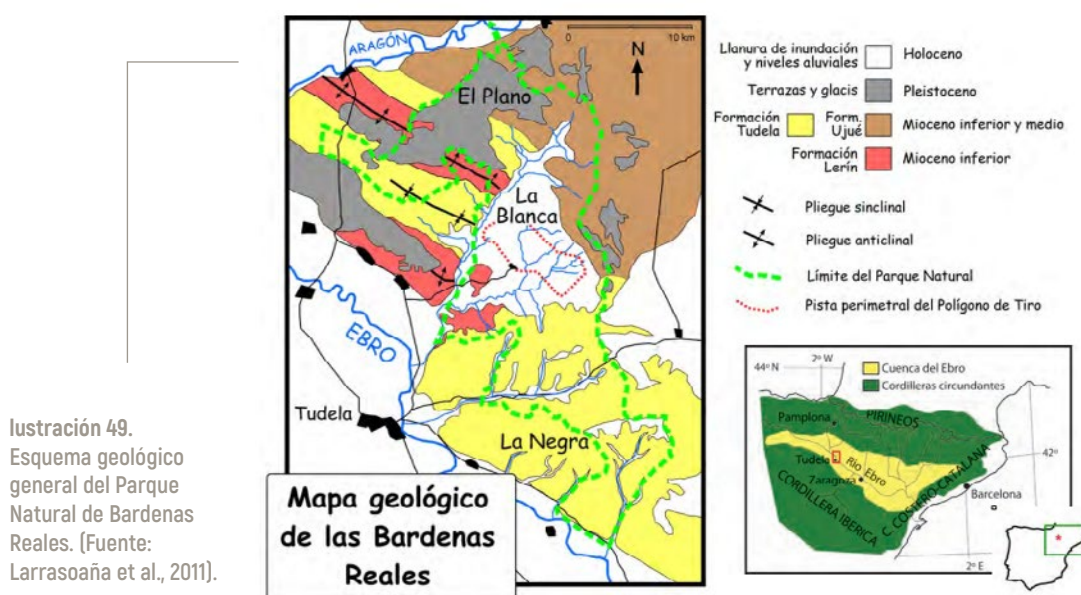 lustración 49.
Esquema geológico
general del Parque
Natural de Bardenas
Reales. (Fuente:
Larrasoaña et al., 2011).
ARAGÓN
0
10 km
N
El Plano
La
Blanca
EBRO
Tudela
La Negra
Mapa geológico
de las Bardenas
Reales
Llanura de inundación
y niveles aluviales
Holoceno
Terrazas y glacis
Pleistoceno
Formación
Tudela
Form.
Ujué
Mioceno inferior y medio
Formación
Lerín
Mioceno inferior
Pliegue sinclinal
Pliegue anticlinal
Límite del Parque Natural
Pista perimetral del Polígono de Tiro
44º N
2º W
Cuenca del Ebro
Cordilleras circundantes
Pamplona
PIRINEOS
Tudela
Río Ebro
42º
Zaragoza
CORDILLERA IBERICA
C. COSTERO CATALANA
Barcelona
2º E
*